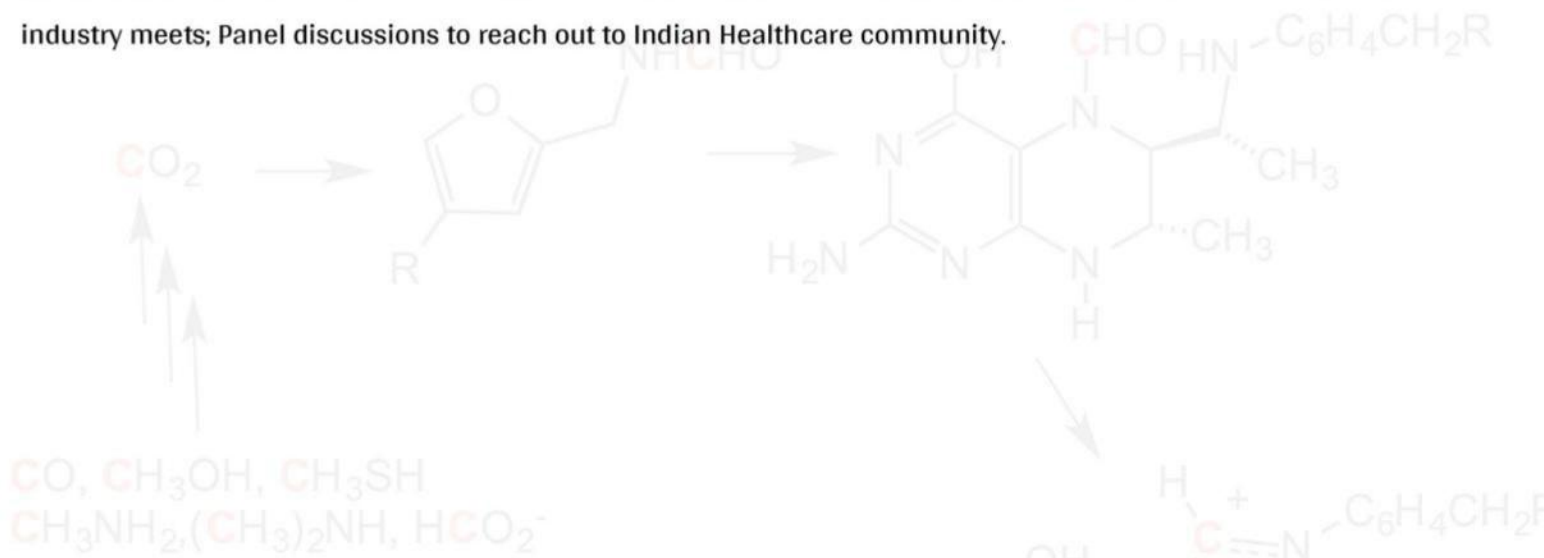 industry meets; Panel discussions to reach out to Indian Healthcare community.
NHCHO
OH
CHO HN C₆H₄CH₂R
O
N
N
CO₂
CH₃
CH₃
R
H₂N
N
N
H
CO, CH₃OH, CH₃SH
CH₃NH₂,(CH₃)₂NH, HCO₂⁻
H
+
C₆H₄CH₂
C
N